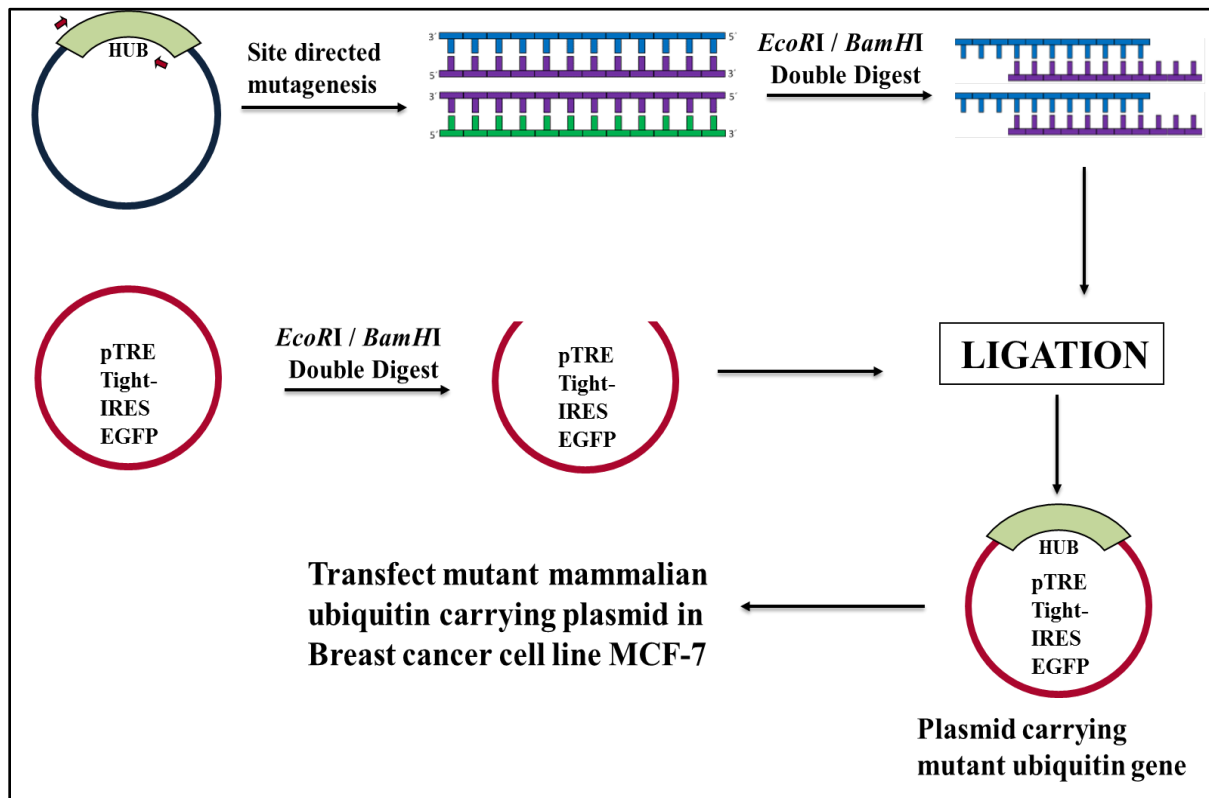 HUB
Site directed
mutagenesis
3´ 5´
5´ 3´
3´ 5´
5´ 3´
EcoRI / BamHI
Double Digest
pTRE
Tight-
IRES
EGFP
EcoRI / BamHI
Double Digest
pTRE
Tight-
IRES
EGFP
LIGATION
HUB
pTRE
Tight-
IRES
EGFP
Plasmid carrying
mutant ubiquitin gene
Transfect mutant mammalian
ubiquitin carrying plasmid in
Breast cancer cell line MCF-7